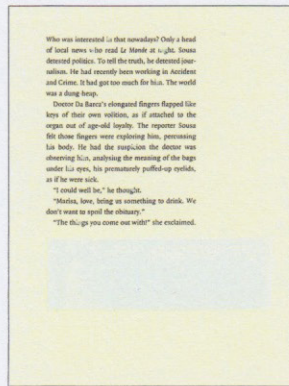 Who was interested in that nowadays? Only a head
of local news who read Le Monde at night. Sousa
detested politics. To tell the truth, he detested jour-
nalism. He had recently been working in Accident
and Crime. It had got too much for him. The world
was a dung-heap.
Doctor Da Barca's elongated fingers flapped like
keys of their own volition, as if attached to the
organ out of age-old loyalty. The reporter Sousa
felt those fingers were exploring him, percussing
his body. He had the suspicion the doctor was
observing him, analysing the meaning of the bags
under his eyes, his prematurely puffed-up eyelids,
as if he were sick.
"I could well be," he thought.
"Marisa, love, bring us something to drink. We
don't want to spoil the obituary."
"The things you come out with!" she exclaimed.